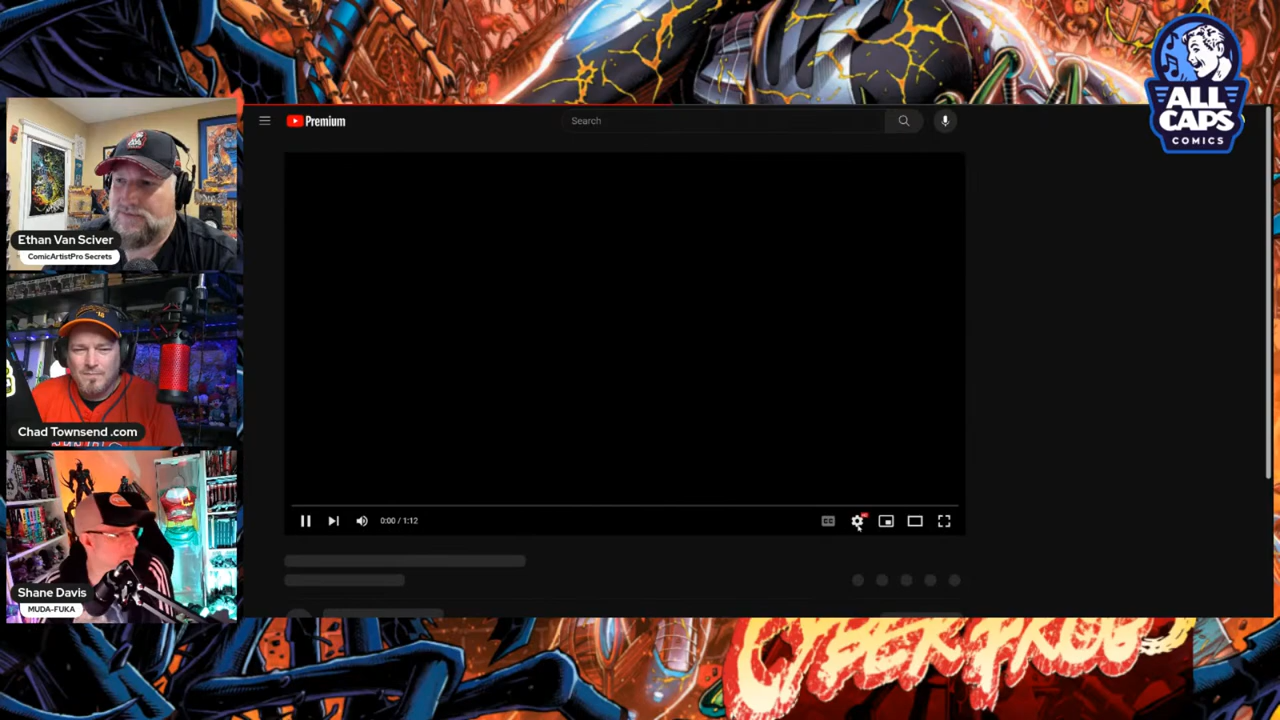 Premium
Search
ALL
CAPS
COMICS
Ethan Van Sciver
ComicArtistPro Secrets
Chad Townsend .com
0:00 / 1:12
CC
Shane Davis
MUDA-FUKA
CYBERFROG